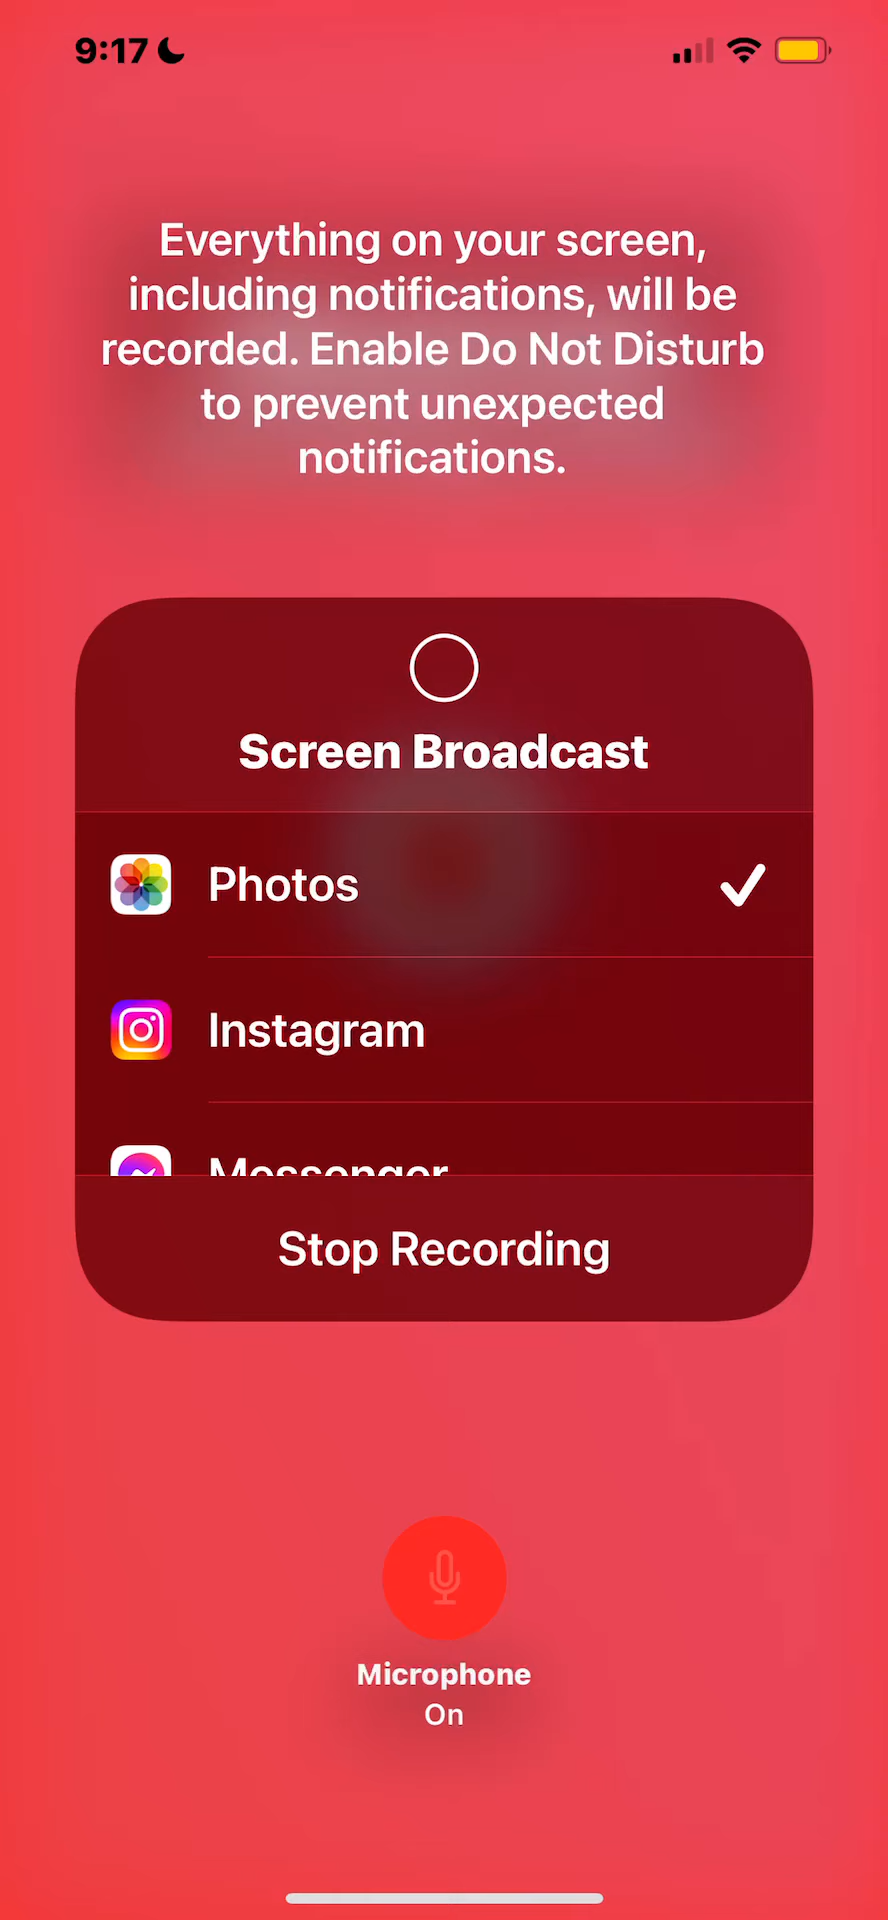 9:17
Everything on your screen,
including notifications, will be
recorded. Enable Do Not Disturb
to prevent unexpected
notifications.
Screen Broadcast
Photos
Instagram
Messenger
Stop Recording
Microphone
On